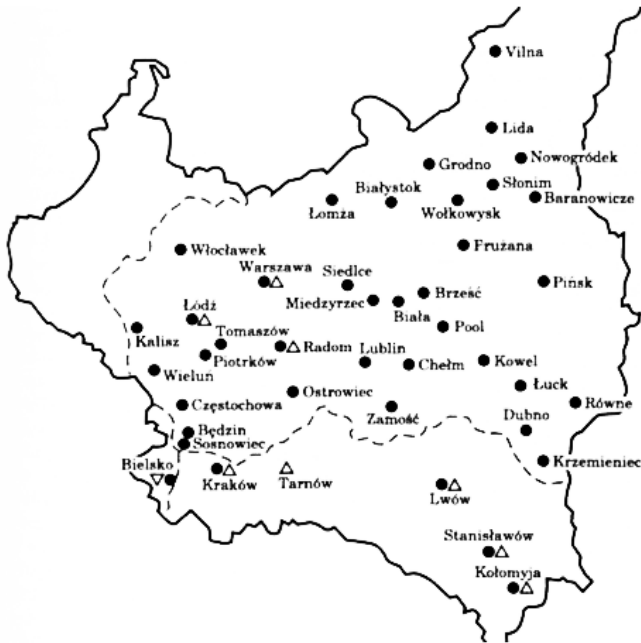 Vilna
Lida
Nowogródek
Grodno
Słonim
Białystok
Baranowicze
Łomża
Wołkowysk
Włocławek
Frużana
Warszawa
Siedlce
Pińsk
Brześć
Miedzyrzec
Biała
Łódź
Pool
Kalisz
Tomaszów
Radom
Piotrków
Lublin
Chełm
Kowel
Wieluń
Łuck
Ostrowiec
Częstochowa
Zamość
Równe
Będzin
Dubno
Sosnowiec
Bielsko
Krzemieniec
Kraków
Tarnów
Lwów
Stanisławów
Kołomyja